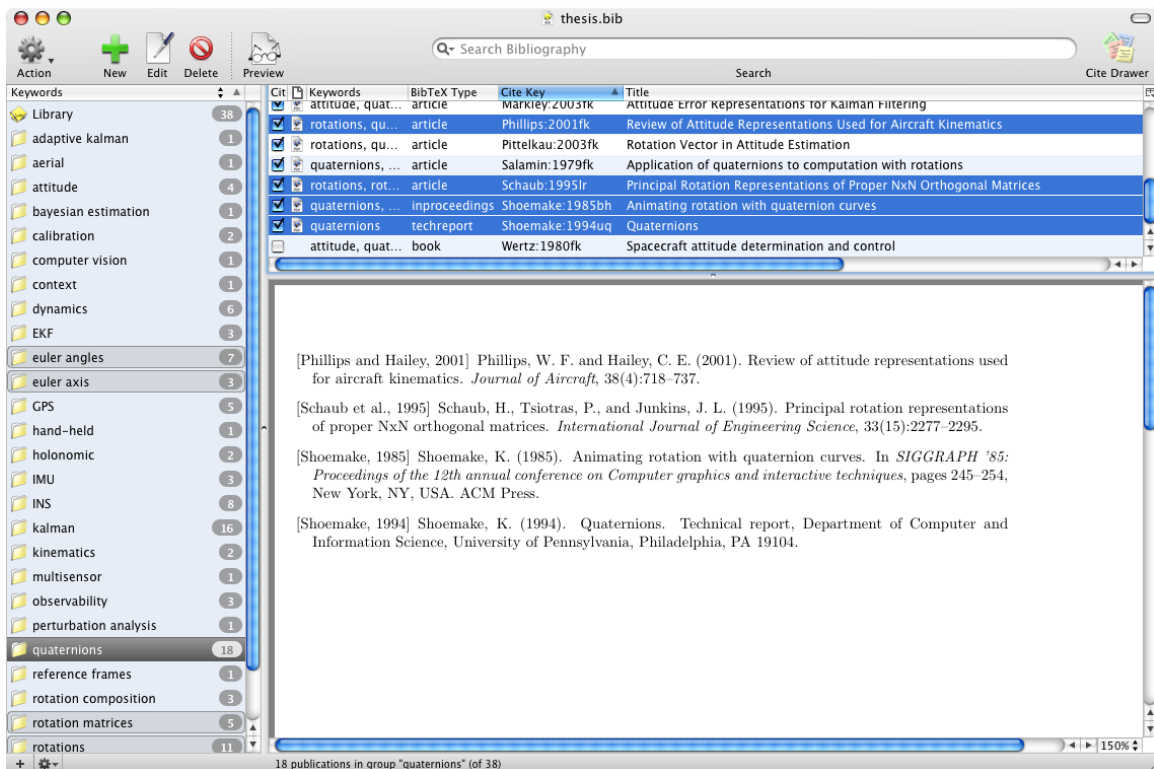 thesis.bib
Action New Edit Delete Preview
Search Bibliography
Search
Cite Drawer
Keywords
Library 38
adaptive kalman 1
aerial 1
attitude 4
bayesian estimation 1
calibration 2
computer vision 1
context 1
dynamics 6
EKF 3
euler angles 7
euler axis 3
GPS 5
hand-held 1
holonomic 2
IMU 3
INS 8
kalman 16
kinematics 2
multisensor 1
observability 3
perturbation analysis 1
quaternions 18
reference frames 1
rotation composition 3
rotation matrices 5
rotations 11
Cit Keywords BibTeX Type Cite Key Title
attitude, quat... article Markley:2003fk Attitude Error Representations for Kalman Filtering
rotations, qu... article Phillips:2001fk Review of Attitude Representations Used for Aircraft Kinematics
rotations, qu... article Pittelkau:2003fk Rotation Vector in Attitude Estimation
quaternions, ... article Salamin:1979fk Application of quaternions to computation with rotations
rotations, rot... article Schaub:1995lr Principal Rotation Representations of Proper NxN Orthogonal Matrices
quaternions, ... inproceedings Shoemake:1985bh Animating rotation with quaternion curves
quaternions techreport Shoemake:1994uq Quaternions
attitude, quat... book Wertz:1980fk Spacecraft attitude determination and control
[Phillips and Hailey, 2001] Phillips, W. F. and Hailey, C. E. (2001). Review of attitude representations used
for aircraft kinematics. Journal of Aircraft, 38(4):718–737.
[Schaub et al., 1995] Schaub, H., Tsiotras, P., and Junkins, J. L. (1995). Principal rotation representations
of proper NxN orthogonal matrices. International Journal of Engineering Science, 33(15):2277–2295.
[Shoemake, 1985] Shoemake, K. (1985). Animating rotation with quaternion curves. In SIGGRAPH '85:
Proceedings of the 12th annual conference on Computer graphics and interactive techniques, pages 245–254,
New York, NY, USA. ACM Press.
[Shoemake, 1994] Shoemake, K. (1994). Quaternions. Technical report, Department of Computer and
Information Science, University of Pennsylvania, Philadelphia, PA 19104.
150%
18 publications in group "quaternions" (of 38)